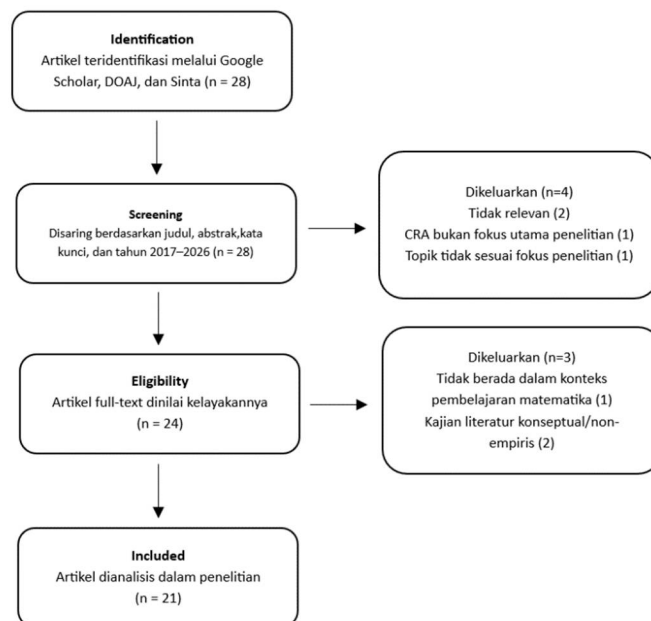 Identification
Artikel teridentifikasi melalui Google
Scholar, DOAJ, dan Sinta (n = 28)
Screening
Disaring berdasarkan judul, abstrak,kata
kunci, dan tahun 2017–2026 (n = 28)
Dikeluarkan (n=4)
Tidak relevan (2)
CRA bukan fokus utama penelitian (1)
Topik tidak sesuai fokus penelitian (1)
Eligibility
Artikel full-text dinilai kelayakannya
(n = 24)
Dikeluarkan (n=3)
Tidak berada dalam konteks
pembelajaran matematika (1)
Kajian literatur konseptual/non-
empiris (2)
Included
Artikel dianalisis dalam penelitian
(n = 21)